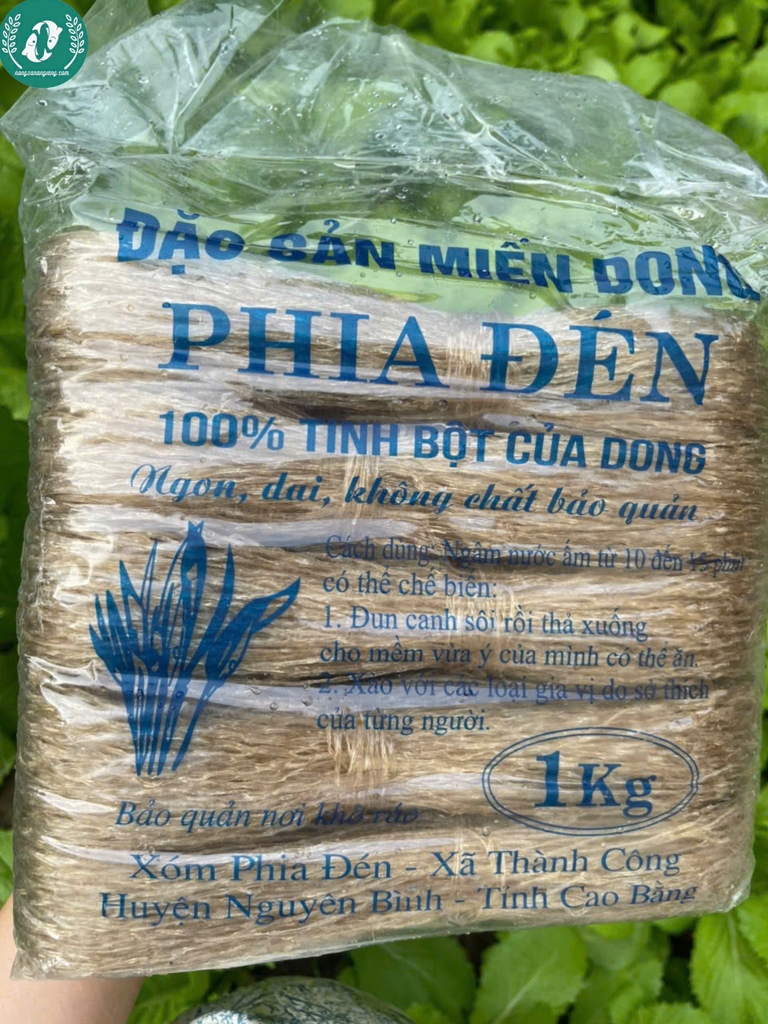 nongsanangiang.com
ĐẶC SẢN MIẾN DONG
PHIA ĐÉN
100% TINH BỘT CỦA DONG
Ngon, dai, không chất bảo quản
Cách dùng: Ngâm nước ấm từ 10 đến 15 phút
có thể chế biến:
1. Đun canh sôi rồi thả xuống
cho mềm vừa ý của mình có thể ăn.
2. Xào với các loại gia vị do sở thích
của từng người.
1Kg
Bảo quản nơi khô ráo
Xóm Phia Đén - Xã Thành Công
Huyện Nguyên Bình - Tỉnh Cao Bằng